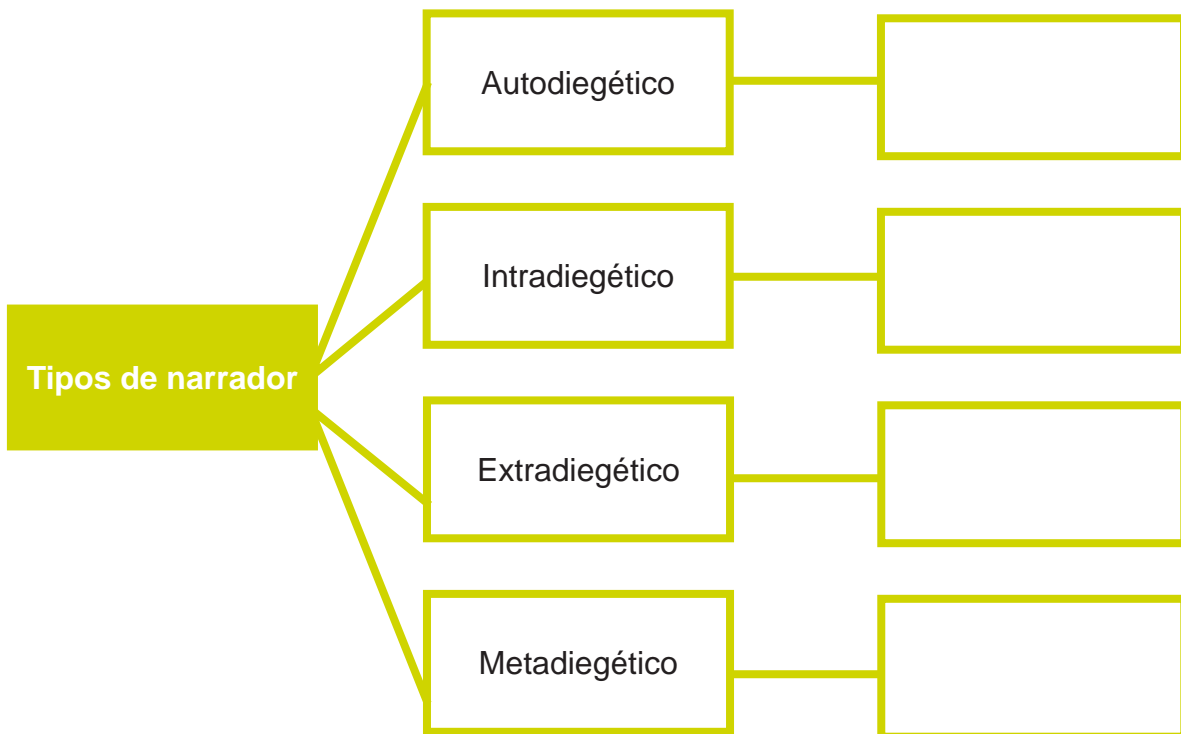 Tipos de narrador
Autodiegético
Intradiegético
Extradiegético
Metadiegético